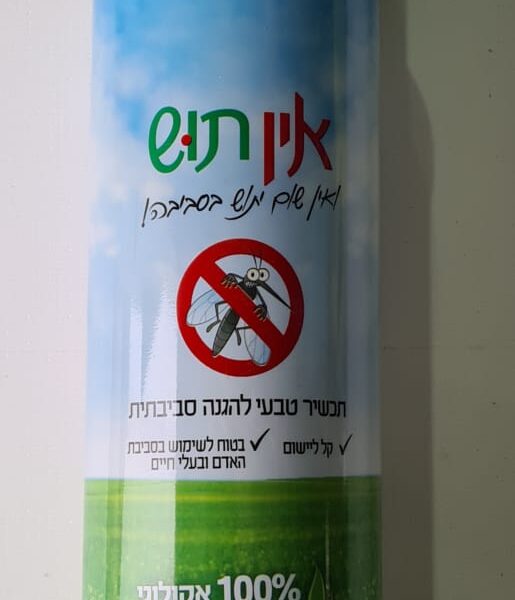 אין תוש
ואין שום יתוש בסביבה!
תכשיר טבעי להגנה סביבתית
✓ קל ליישום ✓ בטוח לשימוש בסביבת
האדם ובעלי חיים
100% אקולוגי